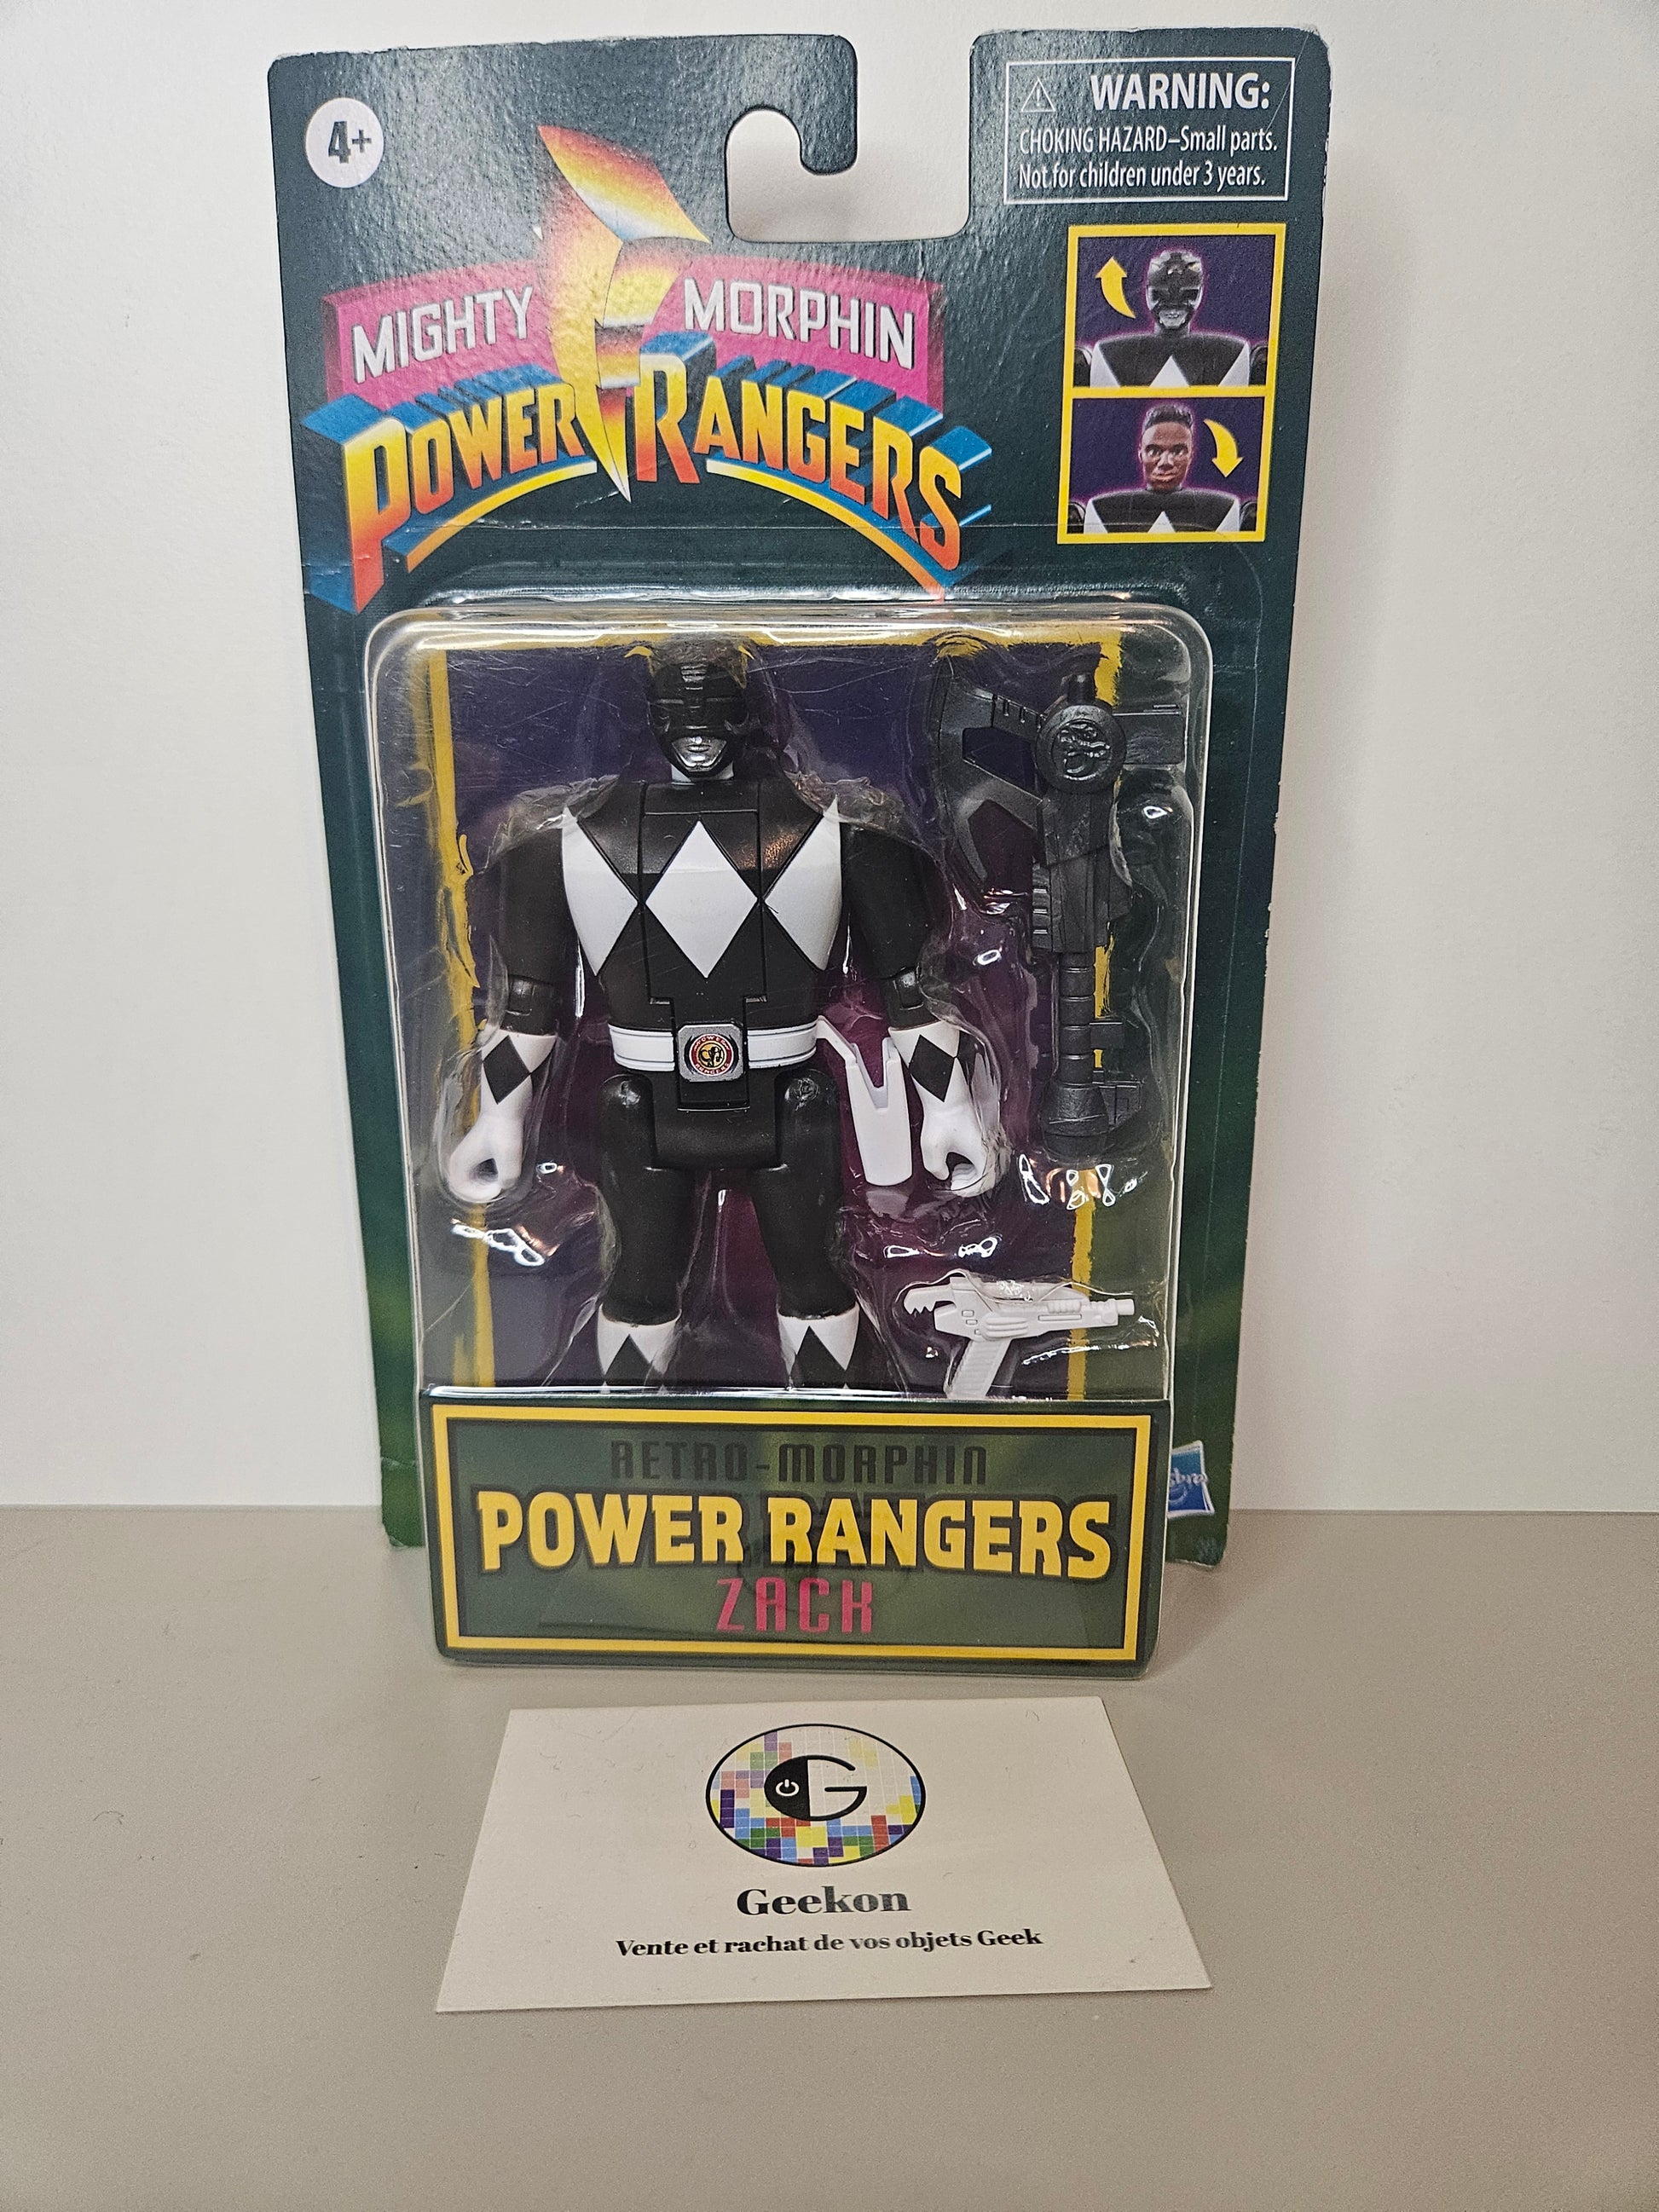 4+
WARNING:
CHOKING HAZARD–Small parts.
Not for children under 3 years.
MIGHTY MORPHIN
POWER RANGERS
RETRO-MORPHIN
POWER RANGERS
ZACK
G
Geekon
Vente et rachat de vos objets Geek